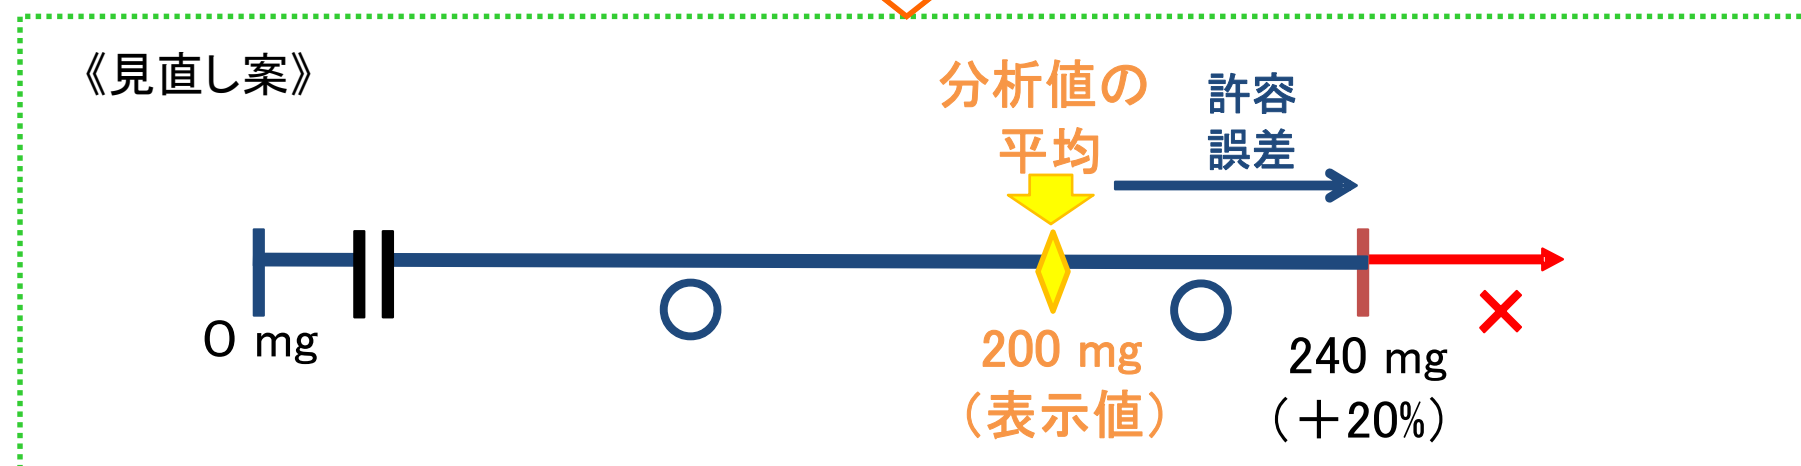 《見直し案》
分析値の
平均
許容
誤差
0 mg
200 mg
（表示値）
240 mg
（＋20%）